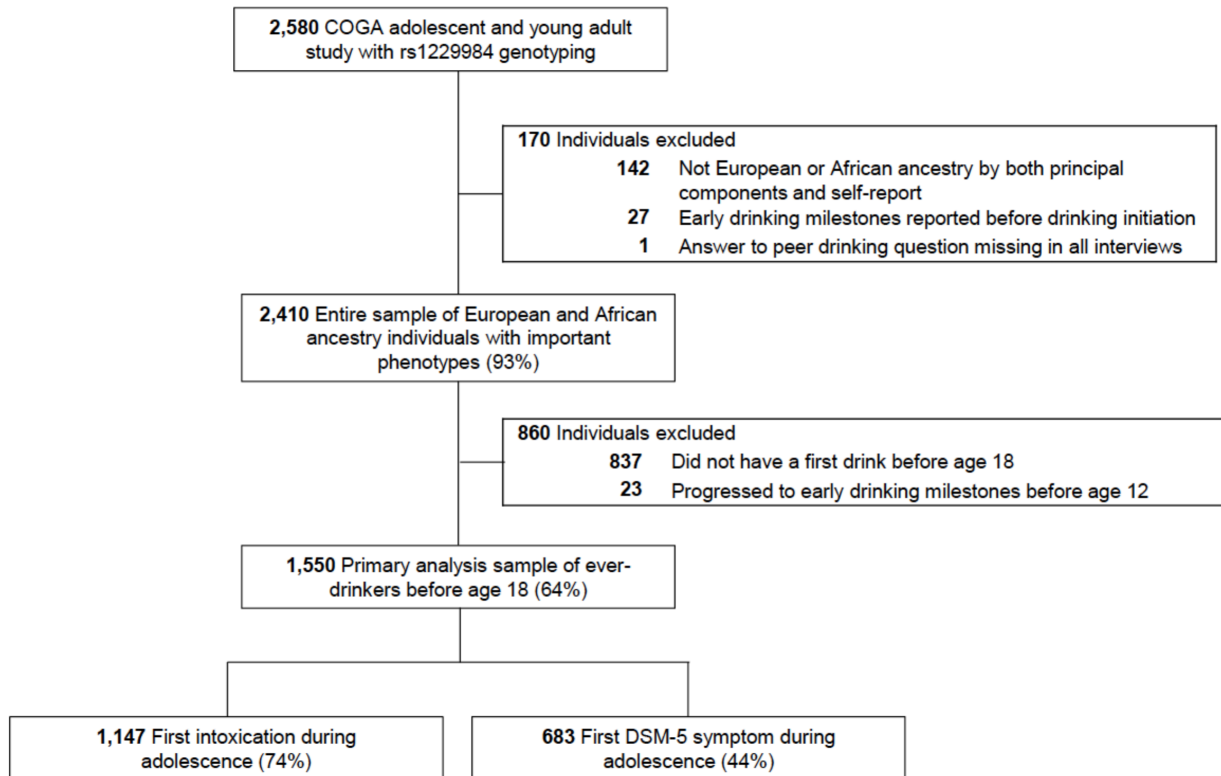 2,580 COGA adolescent and young adult
study with rs1229984 genotyping
170 Individuals excluded
142 Not European or African ancestry by both principal
components and self-report
27 Early drinking milestones reported before drinking initiation
1 Answer to peer drinking question missing in all interviews
2,410 Entire sample of European and African
ancestry individuals with important
phenotypes (93%)
860 Individuals excluded
837 Did not have a first drink before age 18
23 Progressed to early drinking milestones before age 12
1,550 Primary analysis sample of ever-
drinkers before age 18 (64%)
1,147 First intoxication during
adolescence (74%)
683 First DSM-5 symptom during
adolescence (44%)